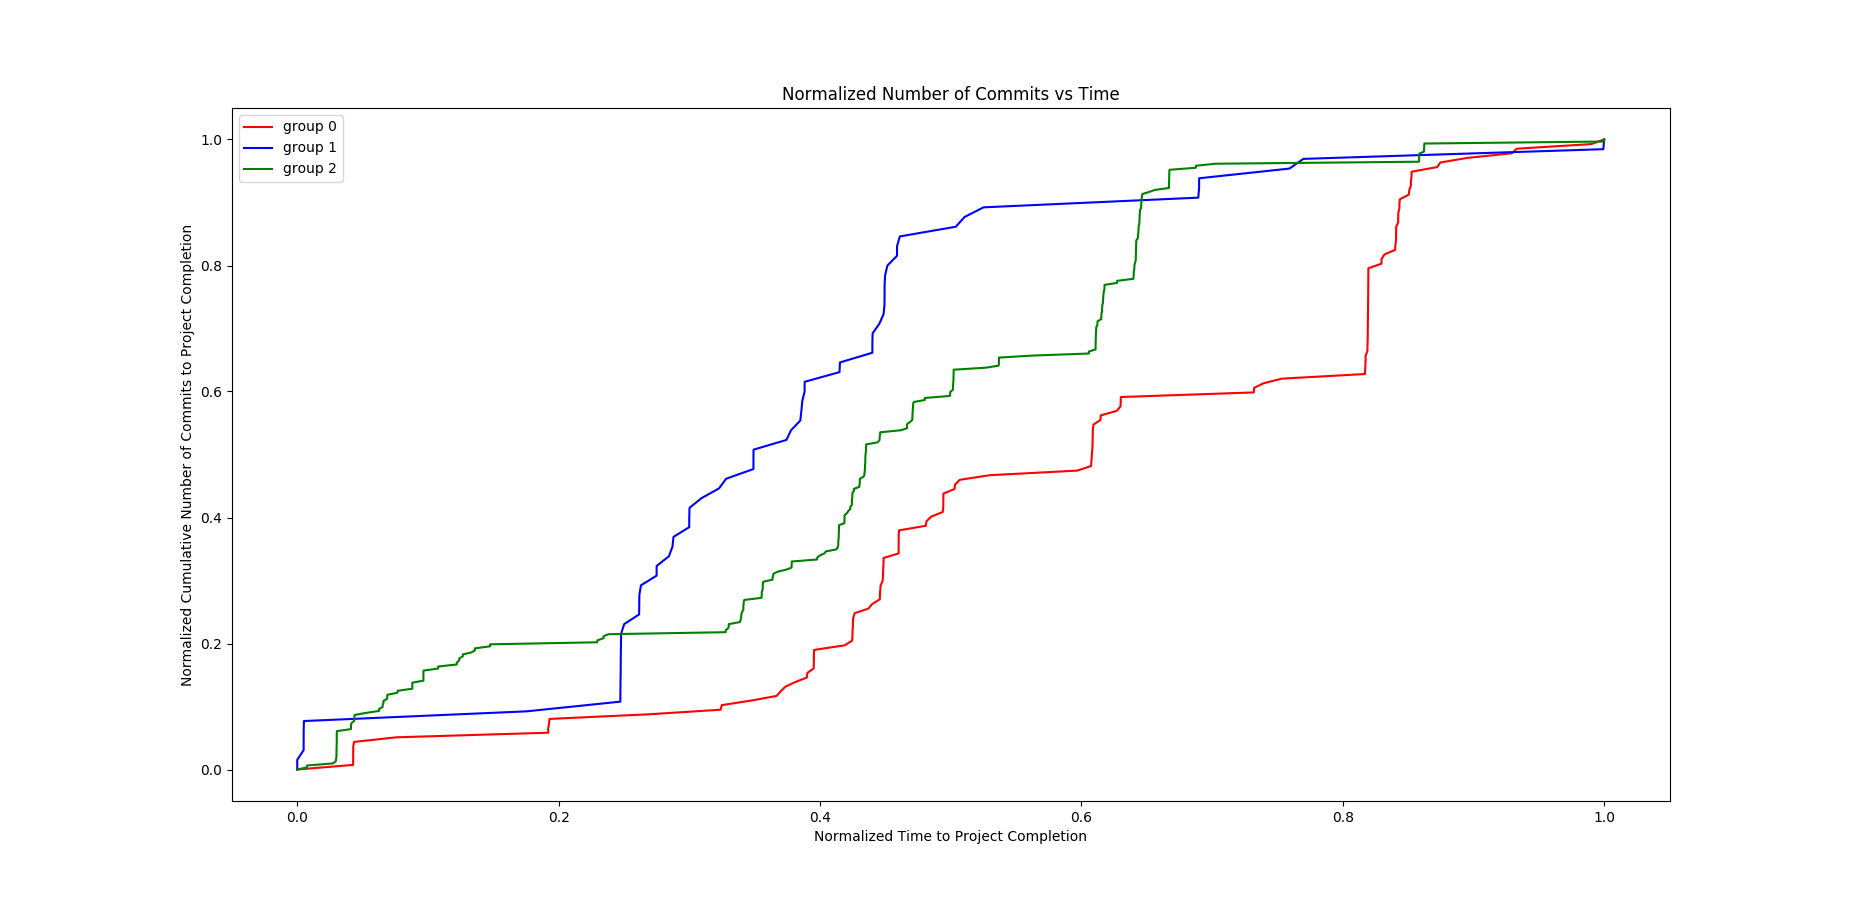 Normalized Number of Commits vs Time
group 0
group 1
group 2
Normalized Cumulative Number of Commits to Project Completion
1.0
0.8
0.6
0.4
0.2
0.0
0.0 0.2 0.4 0.6 0.8 1.0
Normalized Time to Project Completion